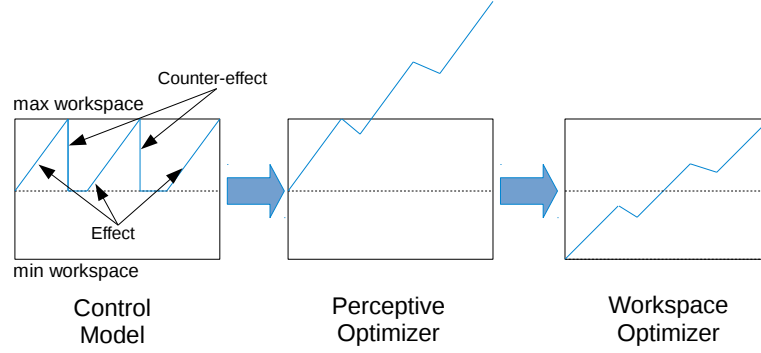 Counter-effect
max workspace
Effect
min workspace
Control
Model
Perceptive
Optimizer
Workspace
Optimizer